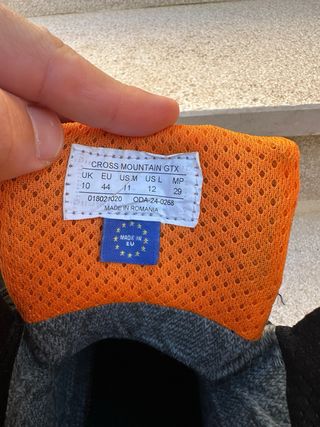 CROSS MOUNTAIN GTX
UK EU US M US L MP
10 44 11 12 29
018021020 ODA 24-0268
MADE IN ROMANIA
MADE IN
EU